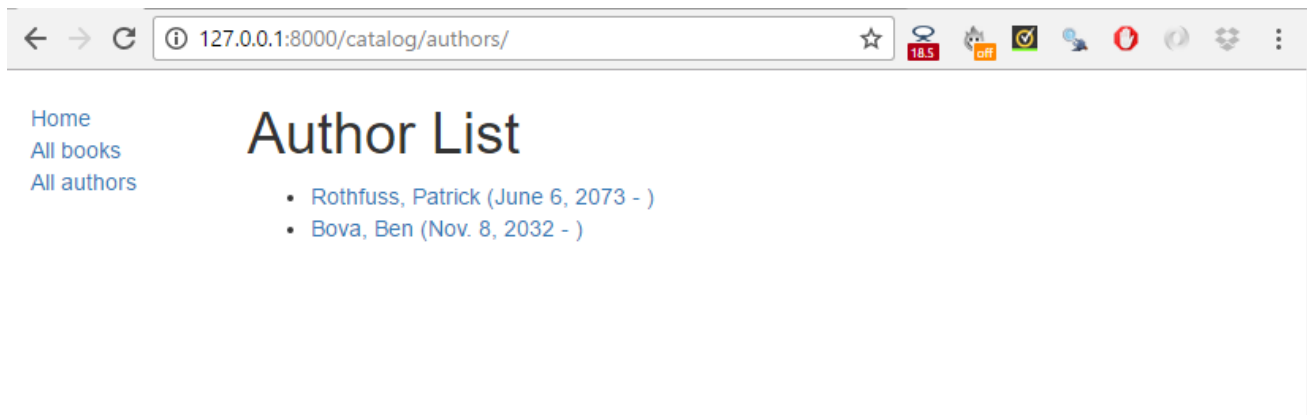 127.0.0.1:8000/catalog/authors/
18.5
off
Home
All books
All authors
Author List
Rothfuss, Patrick (June 6, 2073 - )
Bova, Ben (Nov. 8, 2032 - )